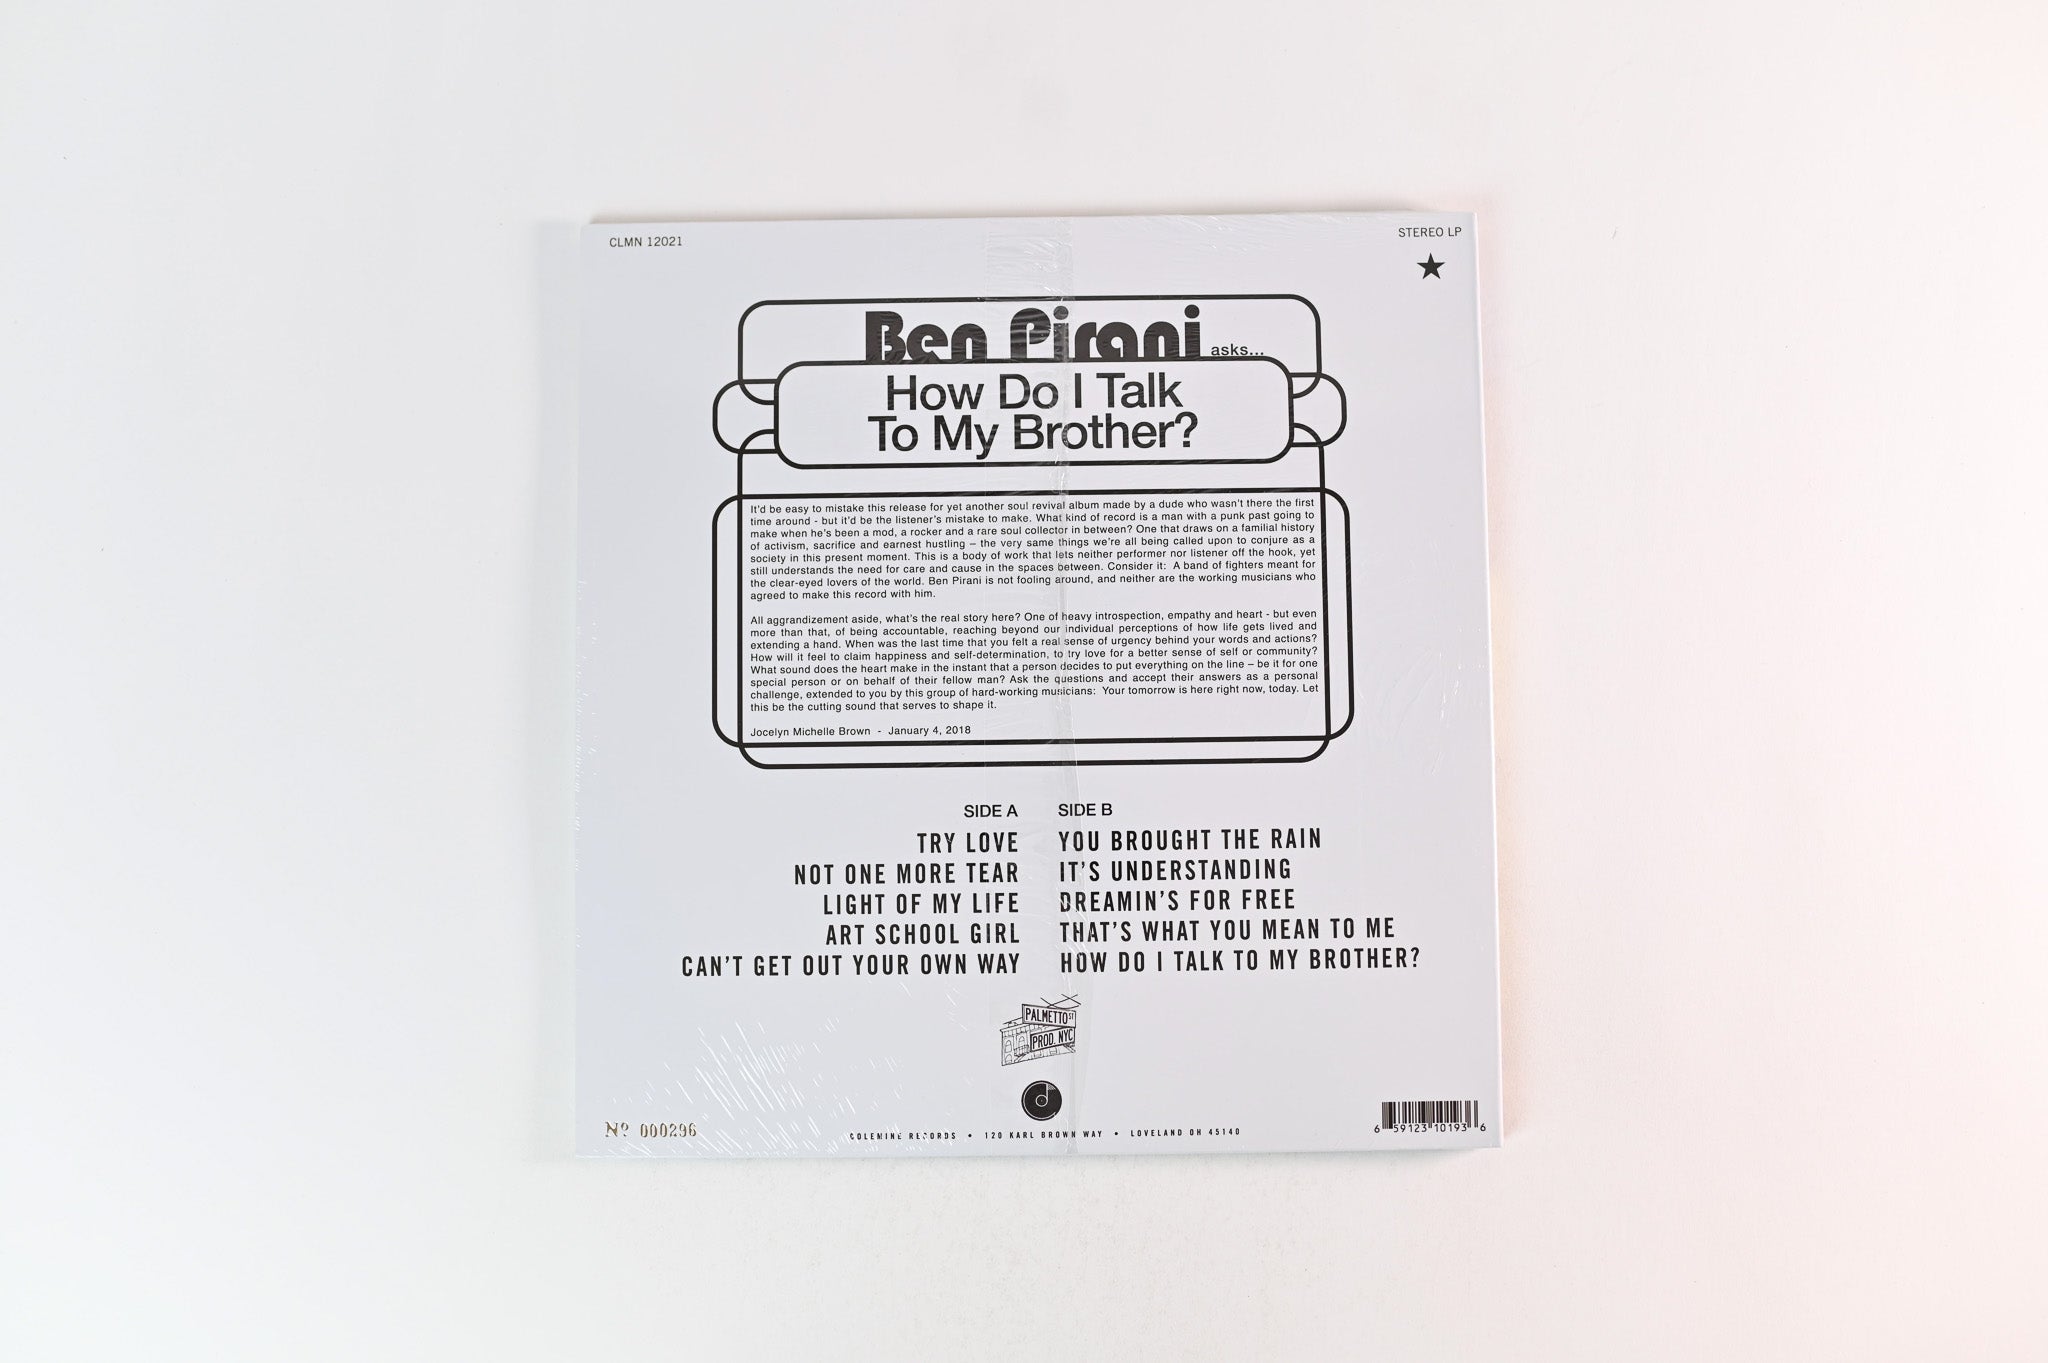 CLMN 12021
STEREO LP
Ben Pirani asks...
How Do I Talk
To My Brother?
It'd be easy to mistake this release for yet another soul revival album made by a dude who wasn't there the first
time around - but it'd be the listener's mistake to make. What kind of record is a man with a punk past going to
make when he's been a mod, a rocker and a rare soul collector in between? One that draws on a familial history
of activism, sacrifice and earnest hustling – the very same things we're all being called upon to conjure as a
society in this present moment. This is a body of work that lets neither performer nor listener off the hook, yet
still understands the need for care and cause in the spaces between. Consider it: A band of fighters meant for
the clear-eyed lovers of the world. Ben Pirani is not fooling around, and neither are the working musicians who
agreed to make this record with him.
All aggrandizement aside, what's the real story here? One of heavy introspection, empathy and heart - but even
more than that, of being accountable, reaching beyond our individual perceptions of how life gets lived and
extending a hand. When was the last time that you felt a real sense of urgency behind your words and actions?
How will it feel to claim happiness and self-determination, to try love for a better sense of self or community?
What sound does the heart make in the instant that a person decides to put everything on the line – be it for one
special person or on behalf of their fellow man? Ask the questions and accept their answers as a personal
challenge, extended to you by this group of hard-working musicians: Your tomorrow is here right now, today. Let
this be the cutting sound that serves to shape it.
Jocelyn Michelle Brown - January 4, 2018
SIDE A
TRY LOVE
NOT ONE MORE TEAR
LIGHT OF MY LIFE
ART SCHOOL GIRL
CAN'T GET OUT YOUR OWN WAY
SIDE B
YOU BROUGHT THE RAIN
IT'S UNDERSTANDING
DREAMIN'S FOR FREE
THAT'S WHAT YOU MEAN TO ME
HOW DO I TALK TO MY BROTHER?
PALMETTO ST
PROD. NYC
d
Nº 000296
COLEMINE RECORDS • 120 KARL BROWN WAY • LOVELAND OH 45140
6 59123 10193 6